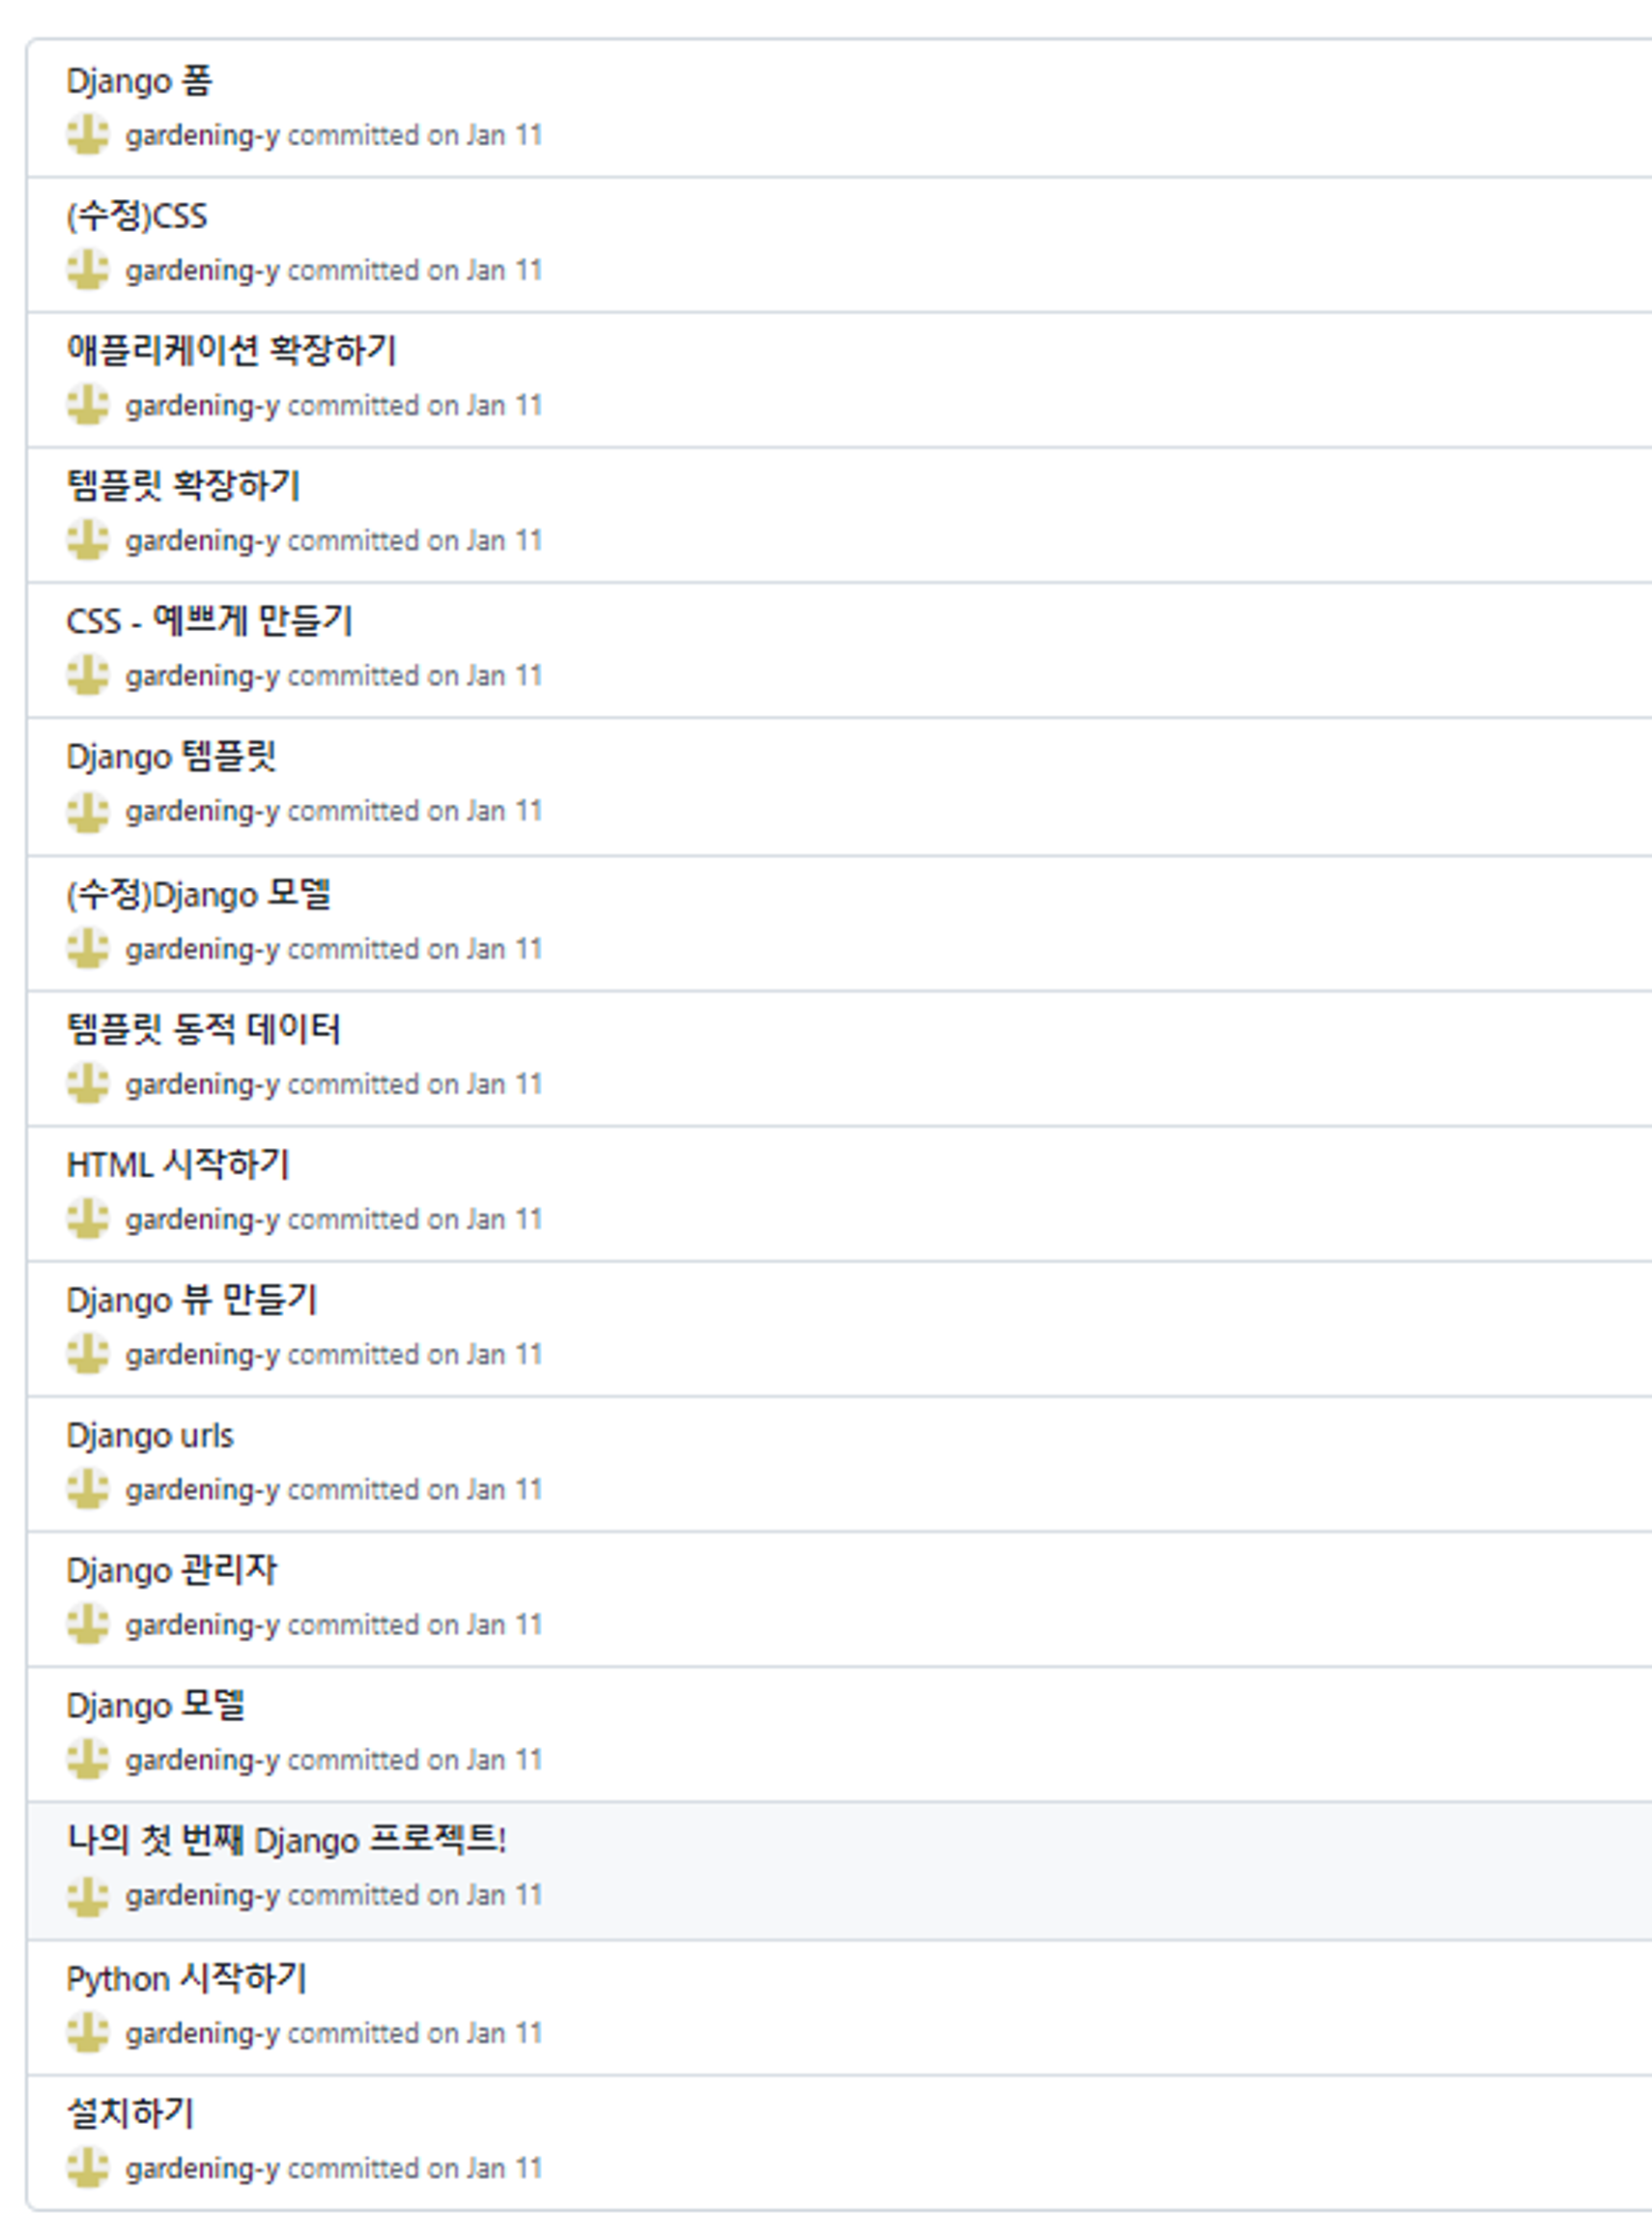 Django 폼
gardening-y committed on Jan 11
(수정)CSS
gardening-y committed on Jan 11
애플리케이션 확장하기
gardening-y committed on Jan 11
템플릿 확장하기
gardening-y committed on Jan 11
CSS - 예쁘게 만들기
gardening-y committed on Jan 11
Django 템플릿
gardening-y committed on Jan 11
(수정)Django 모델
gardening-y committed on Jan 11
템플릿 동적 데이터
gardening-y committed on Jan 11
HTML 시작하기
gardening-y committed on Jan 11
Django 뷰 만들기
gardening-y committed on Jan 11
Django urls
gardening-y committed on Jan 11
Django 관리자
gardening-y committed on Jan 11
Django 모델
gardening-y committed on Jan 11
나의 첫 번째 Django 프로젝트!
gardening-y committed on Jan 11
Python 시작하기
gardening-y committed on Jan 11
설치하기
gardening-y committed on Jan 11